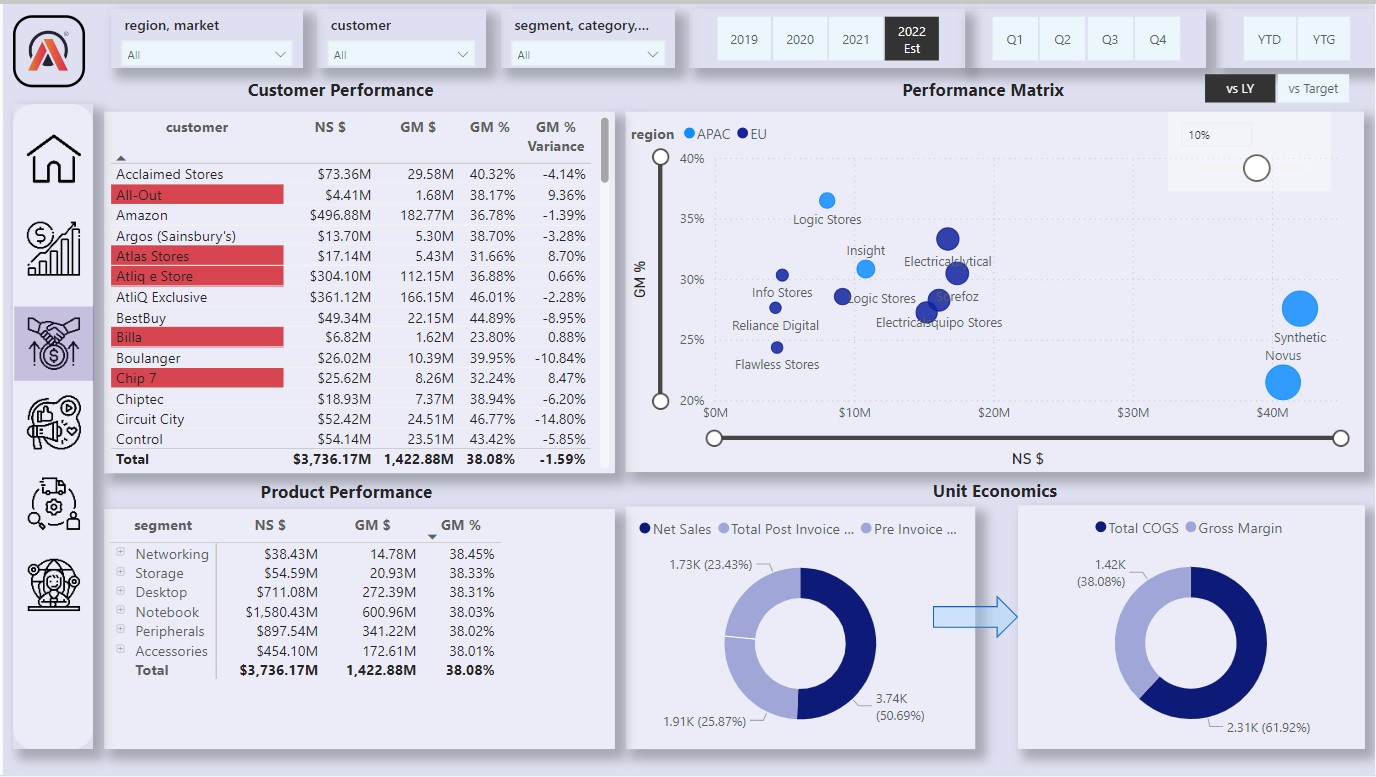 region, market
All
customer
All
segment, category,...
All
2019
2020
2021
2022
Est
Q1
Q2
Q3
Q4
YTD
YTG
vs LY
vs Target
Customer Performance
customer NS $ GM $ GM % GM %
Variance
Acclaimed Stores $73.36M 29.58M 40.32% -4.14%
All-Out $4.41M 1.68M 38.17% 9.36%
Amazon $496.88M 182.77M 36.78% -1.39%
Argos (Sainsbury's) $13.70M 5.30M 38.70% -3.28%
Atlas Stores $17.14M 5.43M 31.66% 8.70%
Atliq e Store $304.10M 112.15M 36.88% 0.66%
AtliQ Exclusive $361.12M 166.15M 46.01% -2.28%
BestBuy $49.34M 22.15M 44.89% -8.95%
Billa $6.82M 1.62M 23.80% 0.88%
Boulanger $26.02M 10.39M 39.95% -10.84%
Chip 7 $25.62M 8.26M 32.24% 8.47%
Chiptec $18.93M 7.37M 38.94% -6.20%
Circuit City $52.42M 24.51M 46.77% -14.80%
Control $54.14M 23.51M 43.42% -5.85%
Total $3,736.17M 1,422.88M 38.08% -1.59%
Performance Matrix
region APAC EU
10%
GM %
40%
35%
30%
25%
20%
Logic Stores
Insight
Electricalslytical
Info Stores
Logic Stores
Sorefoz
Reliance Digital
Electricalsquipo Stores
Flawless Stores
Synthetic
Novus
$0M $10M $20M $30M $40M
NS $
Product Performance
segment NS $ GM $ GM %
Networking $38.43M 14.78M 38.45%
Storage $54.59M 20.93M 38.33%
Desktop $711.08M 272.39M 38.31%
Notebook $1,580.43M 600.96M 38.03%
Peripherals $897.54M 341.22M 38.02%
Accessories $454.10M 172.61M 38.01%
Total $3,736.17M 1,422.88M 38.08%
Unit Economics
Net Sales Total Post Invoice ... Pre Invoice ...
1.73K (23.43%)
3.74K
(50.69%)
1.91K (25.87%)
Total COGS Gross Margin
1.42K
(38.08%)
2.31K (61.92%)